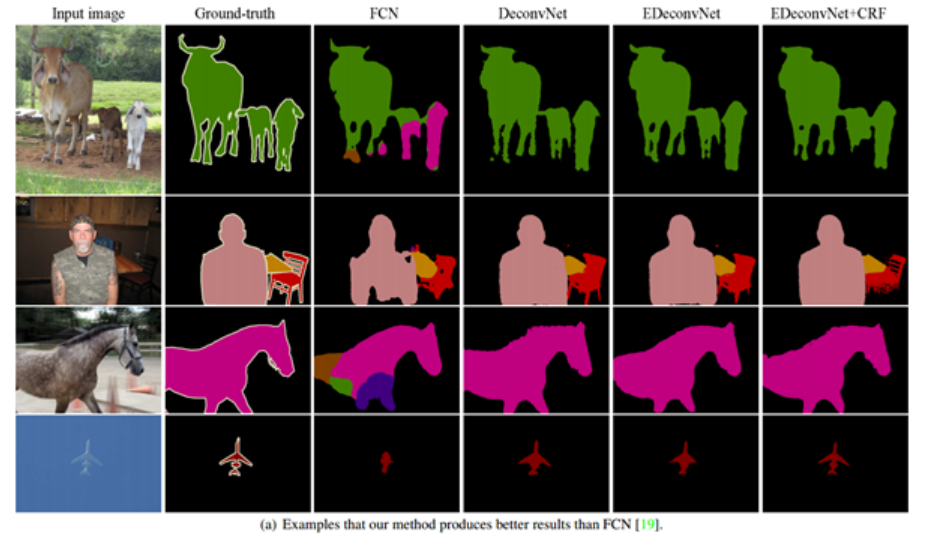 Input image Ground-truth FCN DeconvNet EDeconvNet EDeconvNet+CRF
(a) Examples that our method produces better results than FCN [19].